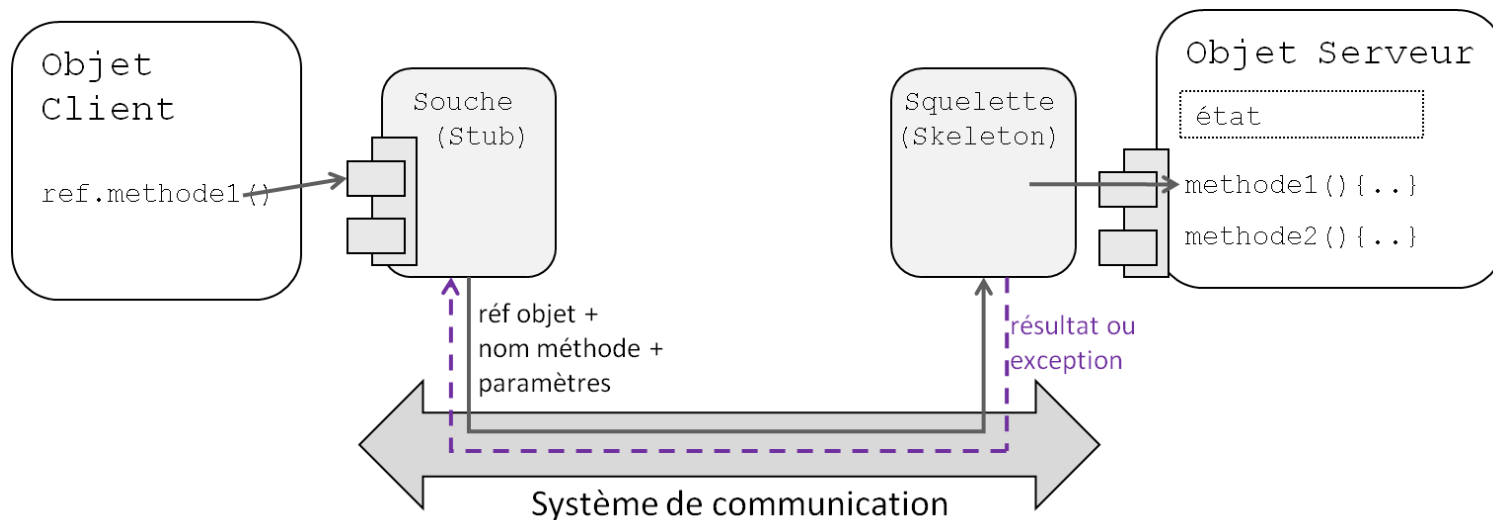 Objet
Client
ref.methode1()
Souche
(Stub)
réf objet +
nom méthode +
paramètres
Squelette
(Skeleton)
résultat ou
exception
Objet Serveur
état
methode1(){..}
methode2(){..}
Système de communication